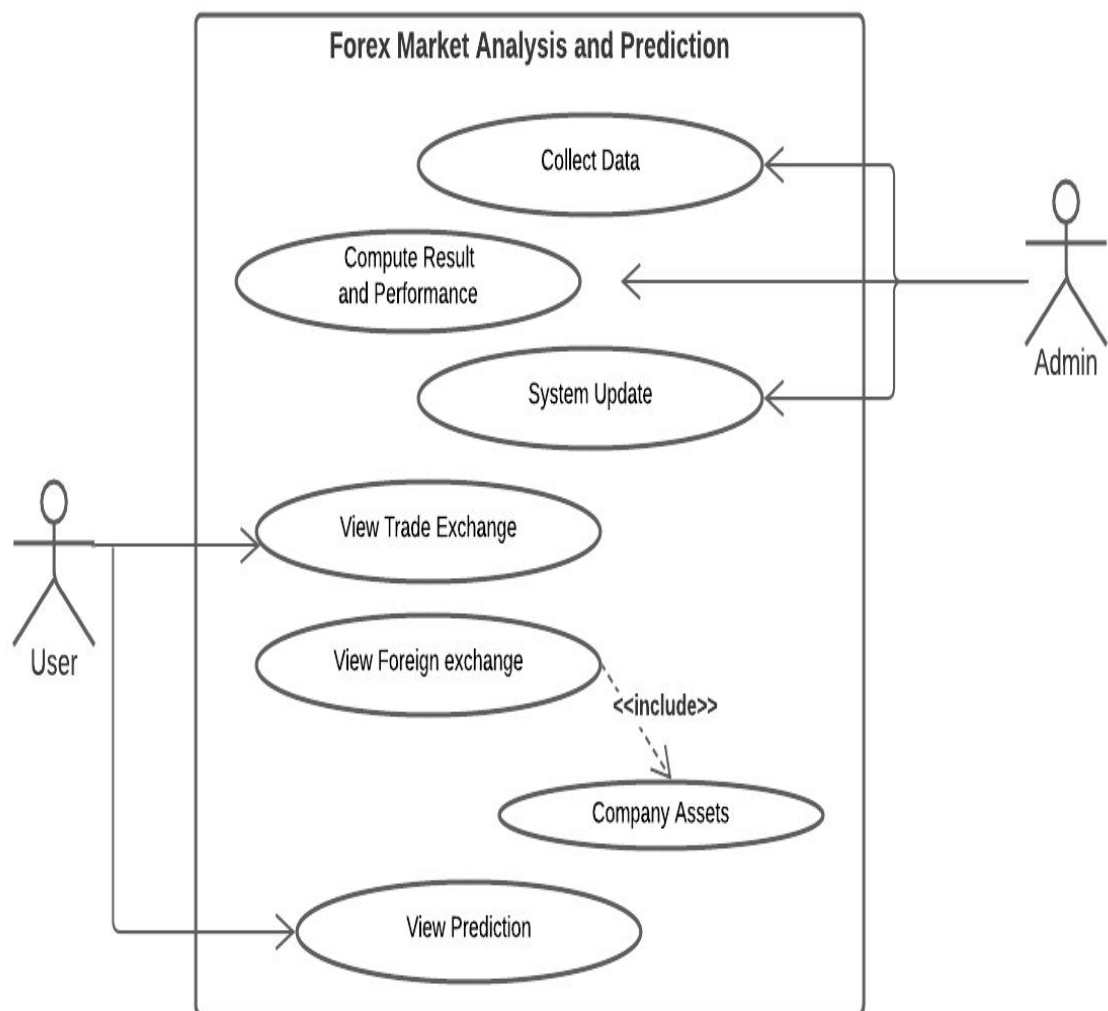 Forex Market Analysis and Prediction
Collect Data
Compute Result
and Performance
System Update
Admin
View Trade Exchange
User
View Foreign exchange
<<include>>
Company Assets
View Prediction